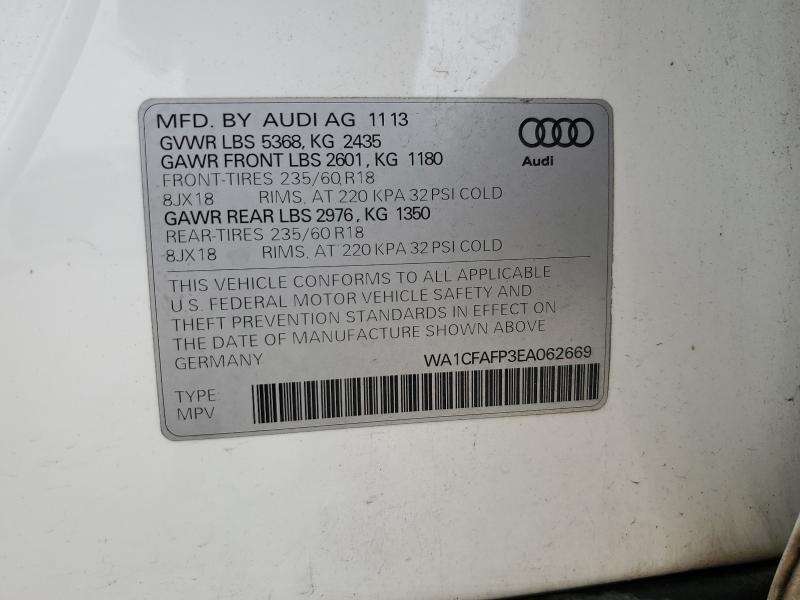 MFD. BY AUDI AG 11 13
GVWR LBS 5368, KG 2435
GAWR FRONT LBS 2601, KG 1180
FRONT-TIRES 235/60 R18
8JX18 RIMS, AT 220 KPA 32 PSI COLD
GAWR REAR LBS 2976, KG 1350
REAR-TIRES 235/60 R18
8JX18 RIMS, AT 220 KPA 32 PSI COLD
Audi
THIS VEHICLE CONFORMS TO ALL APPLICABLE
U.S. FEDERAL MOTOR VEHICLE SAFETY AND
THEFT PREVENTION STANDARDS IN EFFECT ON
THE DATE OF MANUFACTURE SHOWN ABOVE
GERMANY WA1CFAFP3EA062669
TYPE:
MPV